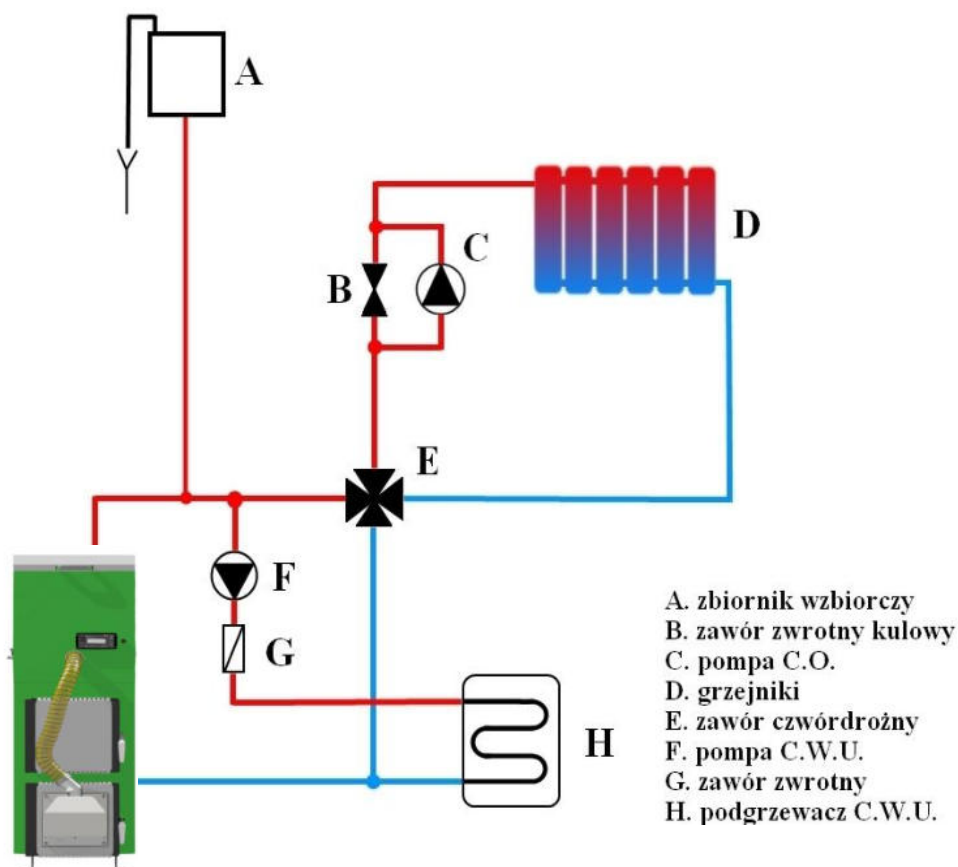 A
B
C
D
E
F
G
H
A. zbiornik wzbiorczy
B. zawór zwrotny kulowy
C. pompa C.O.
D. grzejniki
E. zawór czwórdrożny
F. pompa C.W.U.
G. zawór zwrotny
H. podgrzewacz C.W.U.